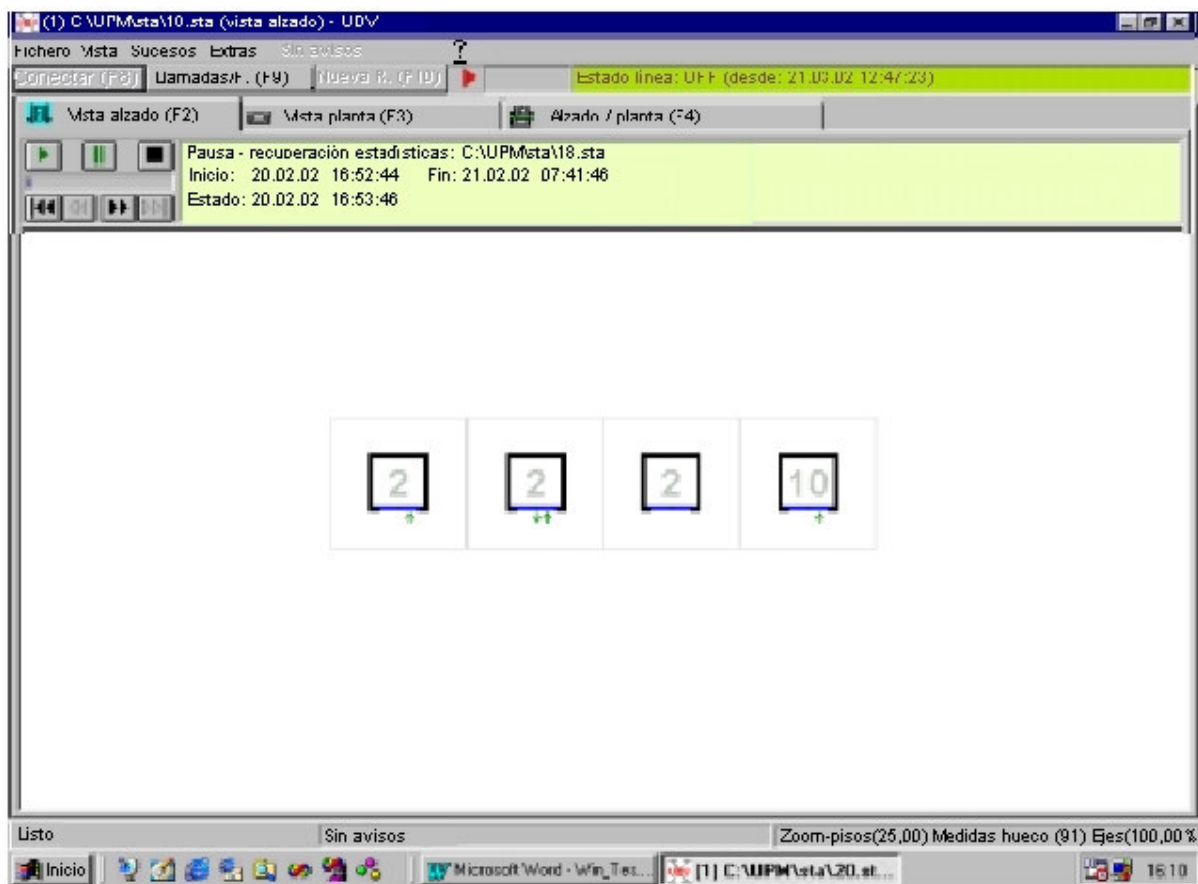 (1) C:\UPM\sta\18.sta (vista alzado) - UDV
Fichero Vista Sucesos Extras Sin avisos ?
Conectar (F8) Llamadas/F. (F9) Nueva R. (F10) Estado línea: OFF (desde: 21.03.02 12:47:23)
Vista alzado (F2) Vista planta (F3) Alzado / planta (F4)
Pausa - recuperación estadísticas: C:\UPM\sta\18.sta
Inicio: 20.02.02 16:52:44 Fin: 21.02.02 07:41:46
Estado: 20.02.02 16:53:46
2 2 2 10
Listo Sin avisos Zoom-pisos(25,00) Medidas hueco (91) Ejes(100,00%
Inicio Microsoft Word - Win_Tes... [1] C:\UPM\sta\20.st... 16:10